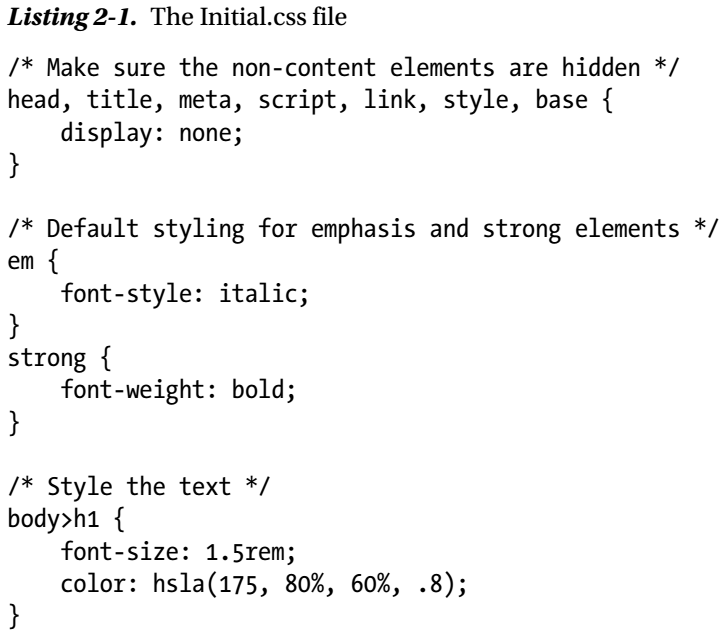 Listing 2-1. The Initial.css file
/* Make sure the non-content elements are hidden */
head, title, meta, script, link, style, base {
    display: none;
}
/* Default styling for emphasis and strong elements */
em {
    font-style: italic;
}
strong {
    font-weight: bold;
}
/* Style the text */
body>h1 {
    font-size: 1.5rem;
    color: hsla(175, 80%, 60%, .8);
}